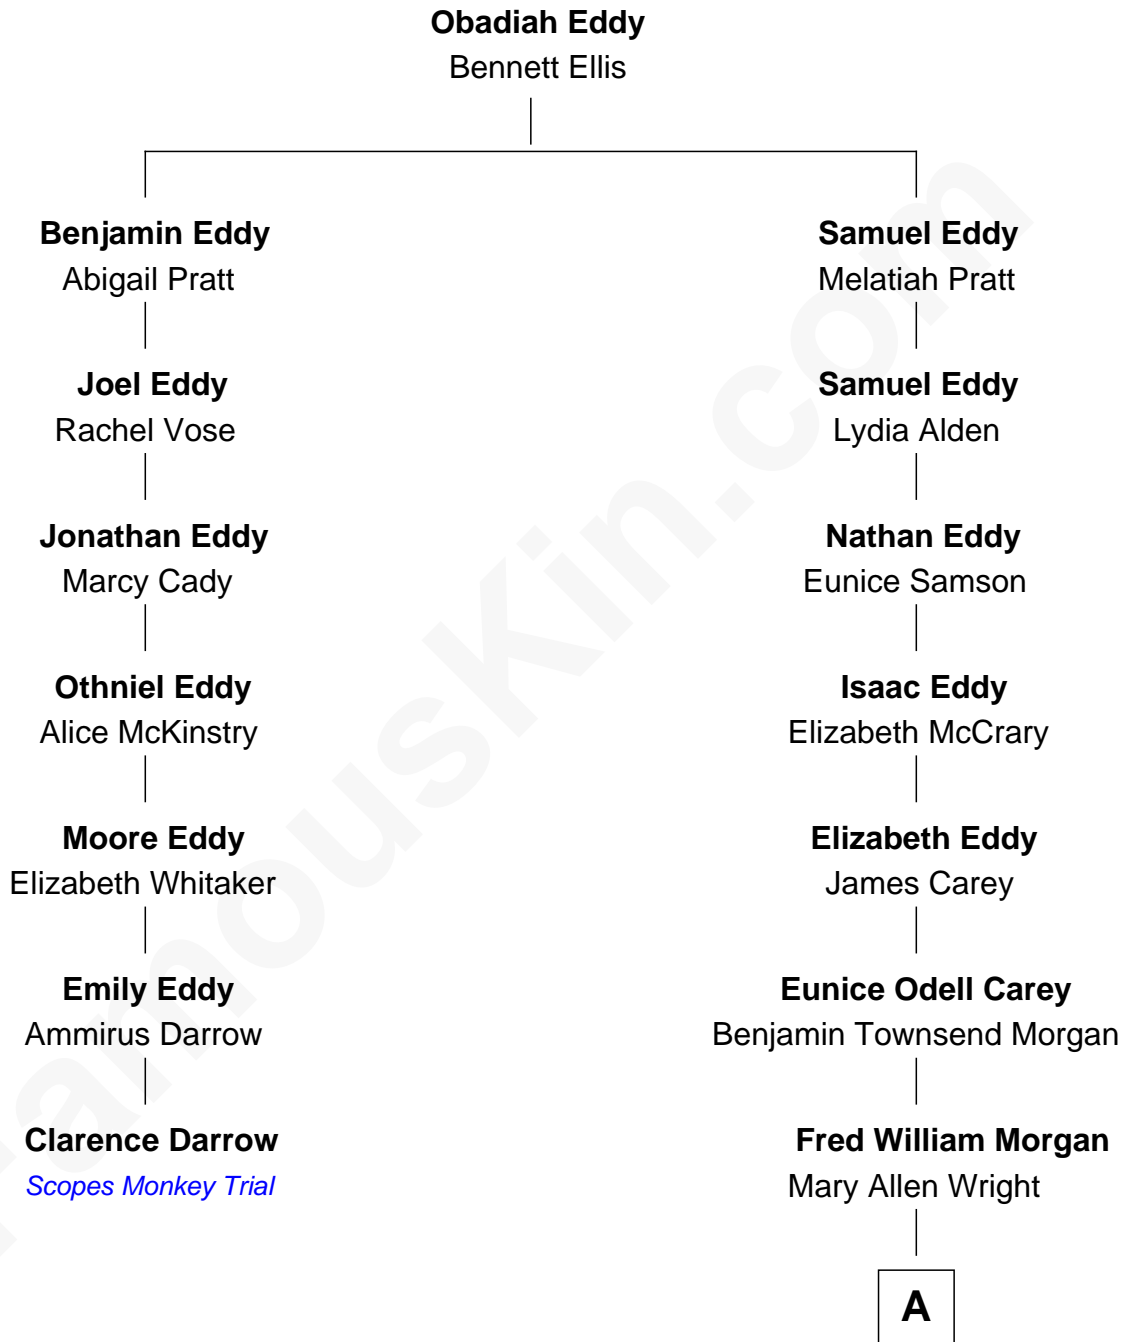 Obadiah Eddy
Bennett Ellis
Benjamin Eddy
Abigail Pratt
Samuel Eddy
Melatiah Pratt
Joel Eddy
Rachel Vose
Samuel Eddy
Lydia Alden
Jonathan Eddy
Marcy Cady
Nathan Eddy
Eunice Samson
Othniel Eddy
Alice McKinstry
Isaac Eddy
Elizabeth McCrary
Moore Eddy
Elizabeth Whitaker
Elizabeth Eddy
James Carey
Emily Eddy
Ammirus Darrow
Eunice Odell Carey
Benjamin Townsend Morgan
Clarence Darrow
Scopes Monkey Trial
Fred William Morgan
Mary Allen Wright
A
FamousKin.com